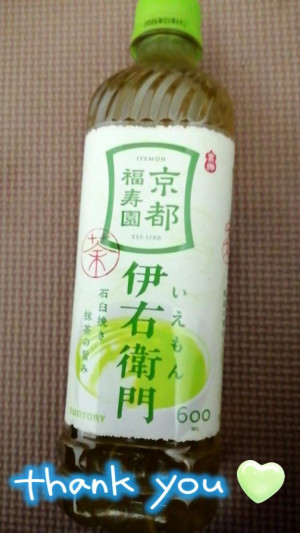 IYEMON
京都
福寿園
EST.1790
茶
伊右衛門
いえもん
石臼挽き
抹茶の旨み
SUNTORY
600
ML
thank you